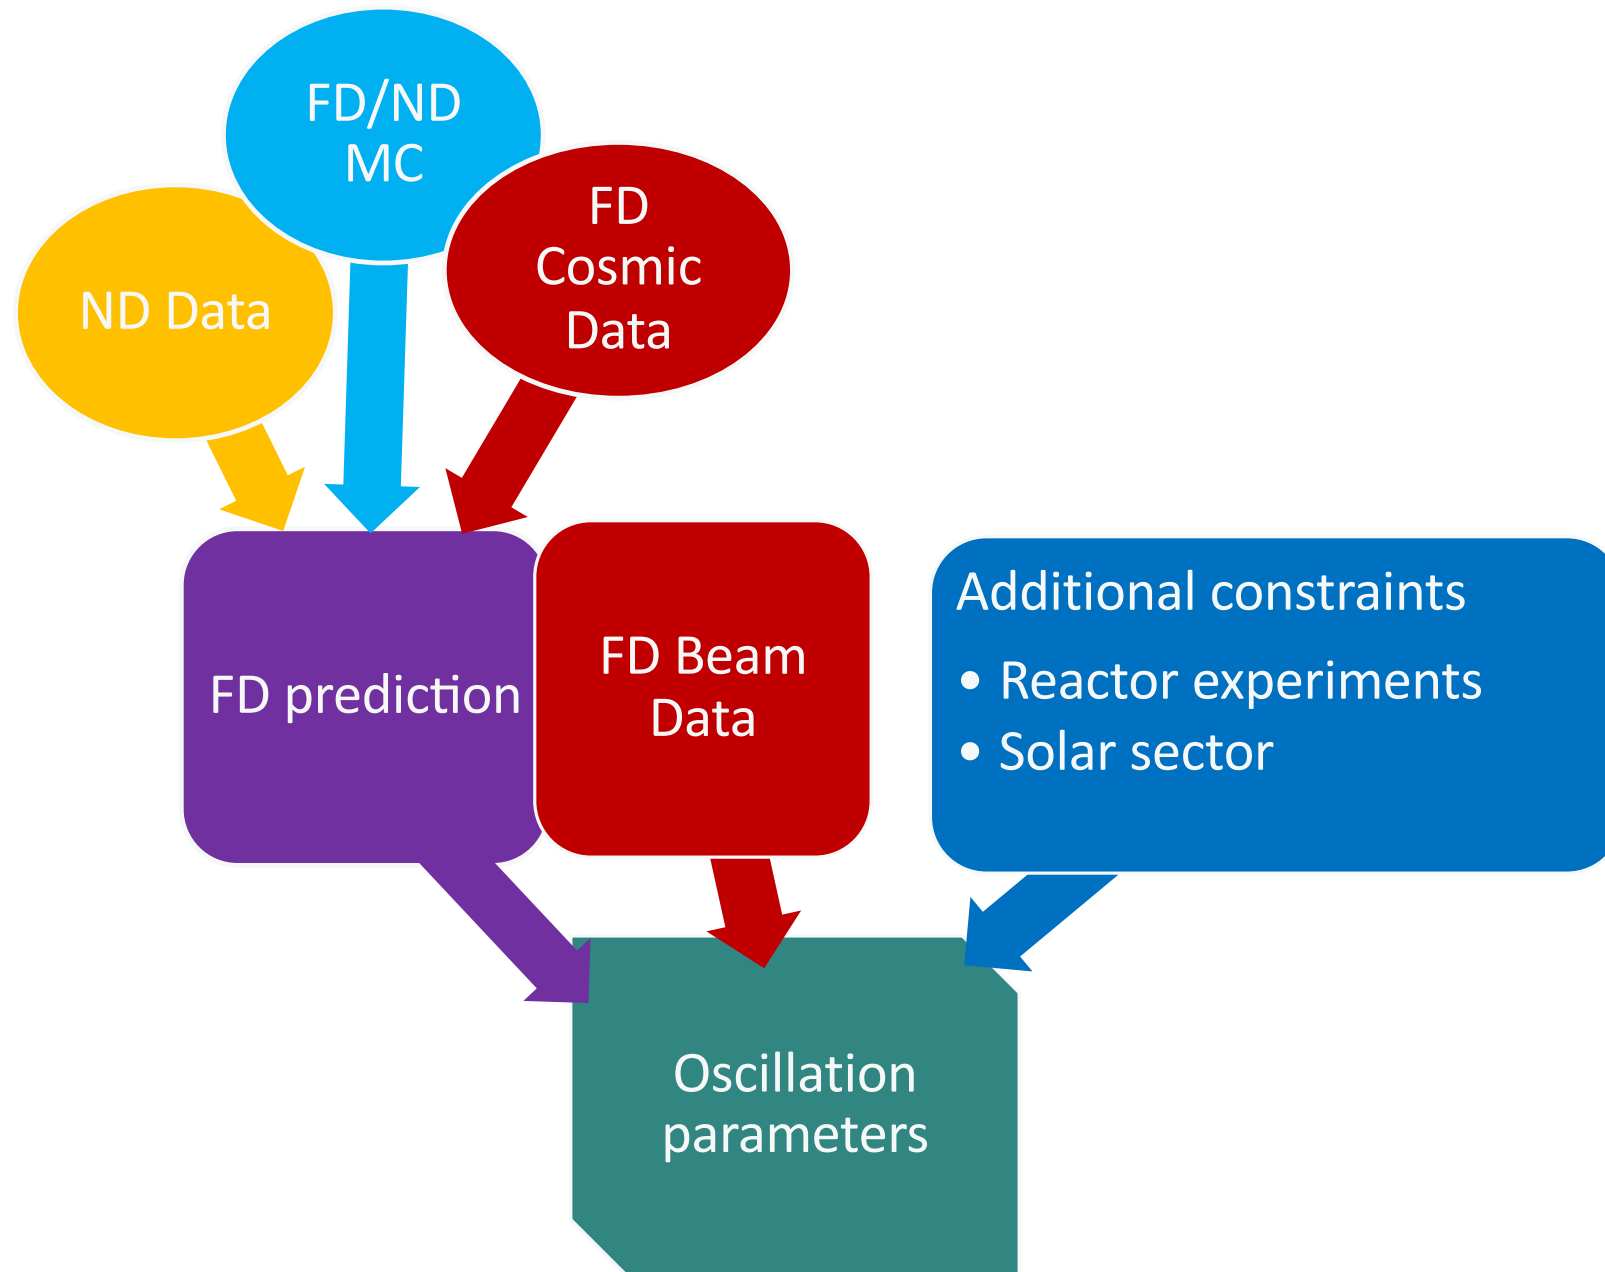 FD/ND
MC
FD
Cosmic
Data
ND Data
FD prediction
FD Beam
Data
Additional constraints
• Reactor experiments
• Solar sector
Oscillation
parameters